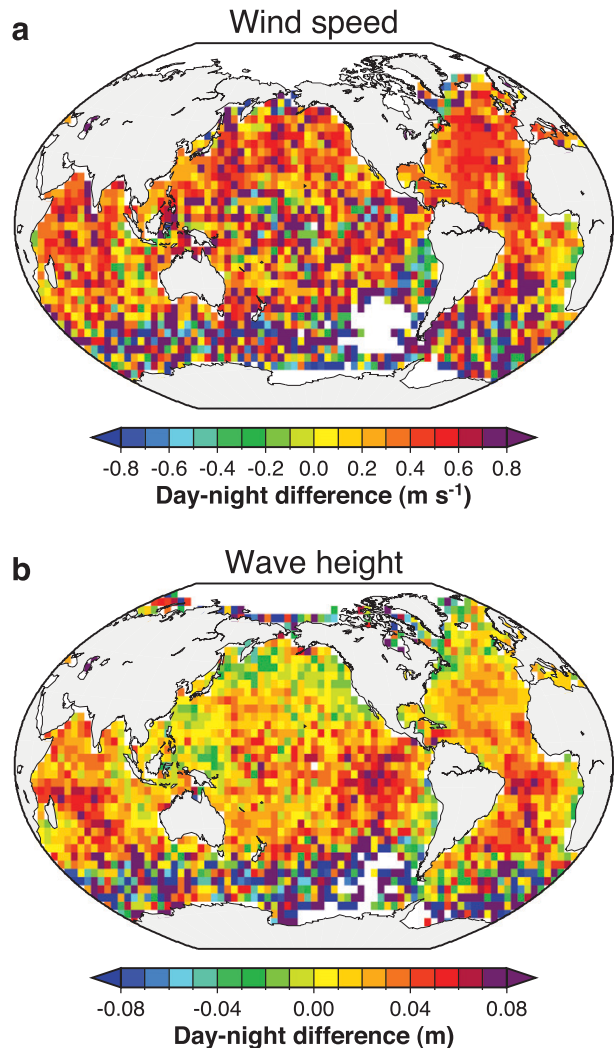 a
Wind speed
-0.8 -0.6 -0.4 -0.2 0.0 0.2 0.4 0.6 0.8
Day-night difference (m s⁻¹)
b
Wave height
-0.08 -0.04 0.00 0.04 0.08
Day-night difference (m)